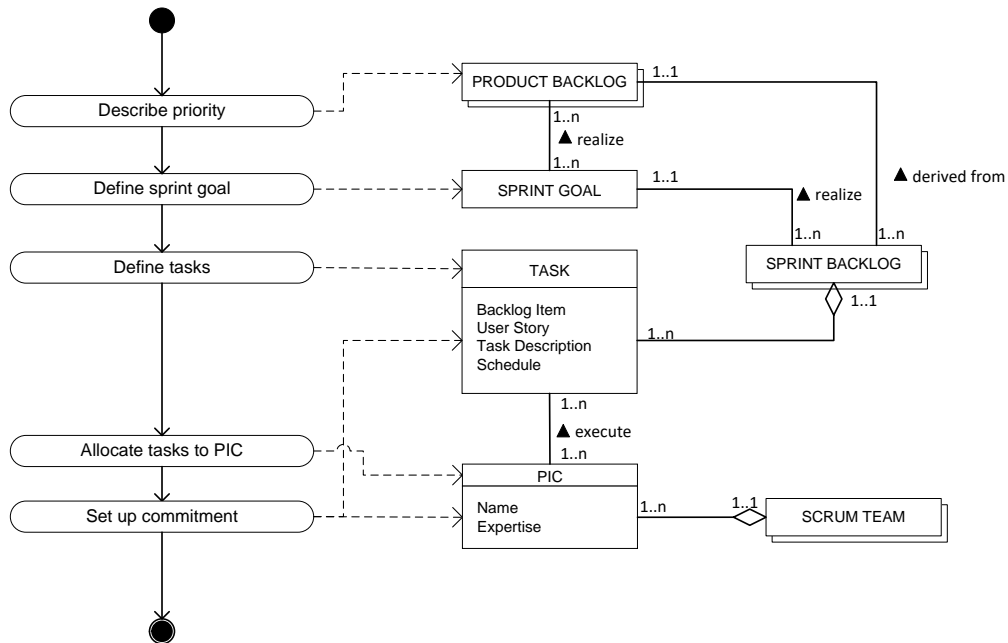 PRODUCT BACKLOG
1..1
Describe priority
1..n
▲ realize
1..n
Define sprint goal
SPRINT GOAL
1..1
▲ realize
▲ derived from
1..n
1..n
Define tasks
TASK
SPRINT BACKLOG
1..1
Backlog Item
User Story
Task Description
Schedule
1..n
1..n
▲ execute
1..n
Allocate tasks to PIC
PIC
Name
Expertise
Set up commitment
1..n
1..1
SCRUM TEAM